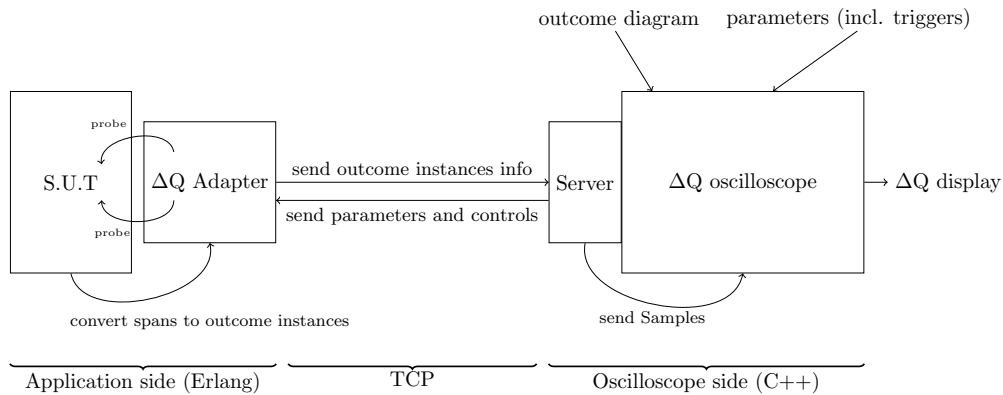 outcome diagram
parameters (incl. triggers)
probe
S.U.T
ΔQ Adapter
probe
send outcome instances info
send parameters and controls
Server
ΔQ oscilloscope
ΔQ display
convert spans to outcome instances
send Samples
Application side (Erlang)
TCP
Oscilloscope side (C++)